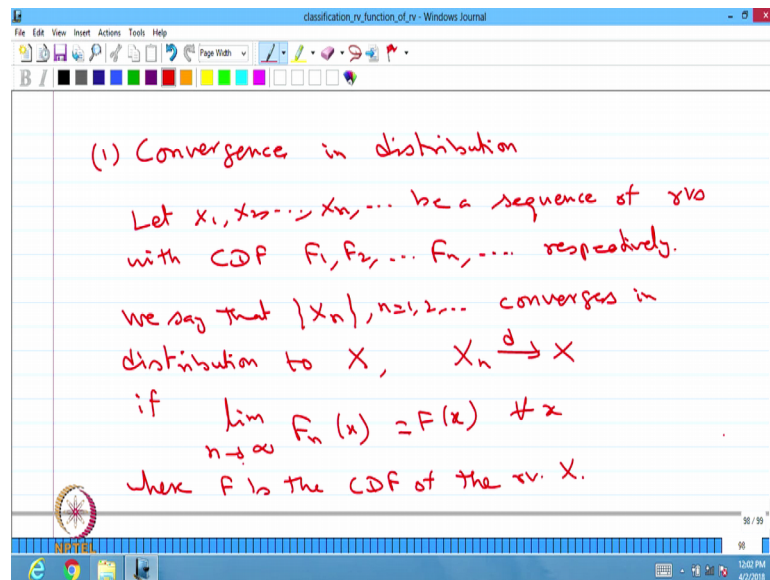 classification_rv_function_of_rv - Windows Journal
File Edit View Insert Actions Tools Help
Page Width
B I
(1) Convergence in distribution
Let X₁, X₂, ..., Xₙ, ... be a sequence of rvs
with CDF F₁, F₂, ... Fₙ, .... respectively.
We say that {Xₙ}, n=1,2,... converges in
distribution to X, Xₙ →ᵈ X
if lim Fₙ(x) = F(x) ∀ x
n→∞
where F is the CDF of the rv. X.
98 / 99
NPTEL
98
12:02 PM
4/2/2018